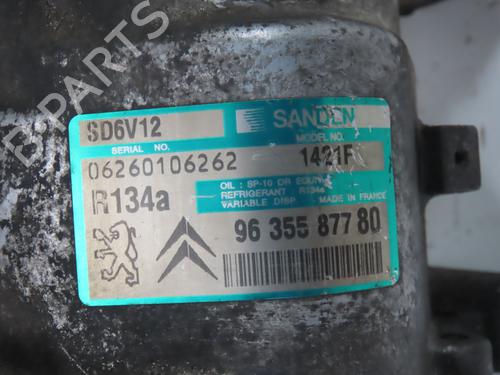 SD6V12
SANDEN
SERIAL NO.
MODEL NO.
06260106262
1421F
R134a
OIL : SP-10 OR EQUIV
REFRIGERANT R134a
VARIABLE DISP. MADE IN FRANCE
96 355 877 80
B-PARTS